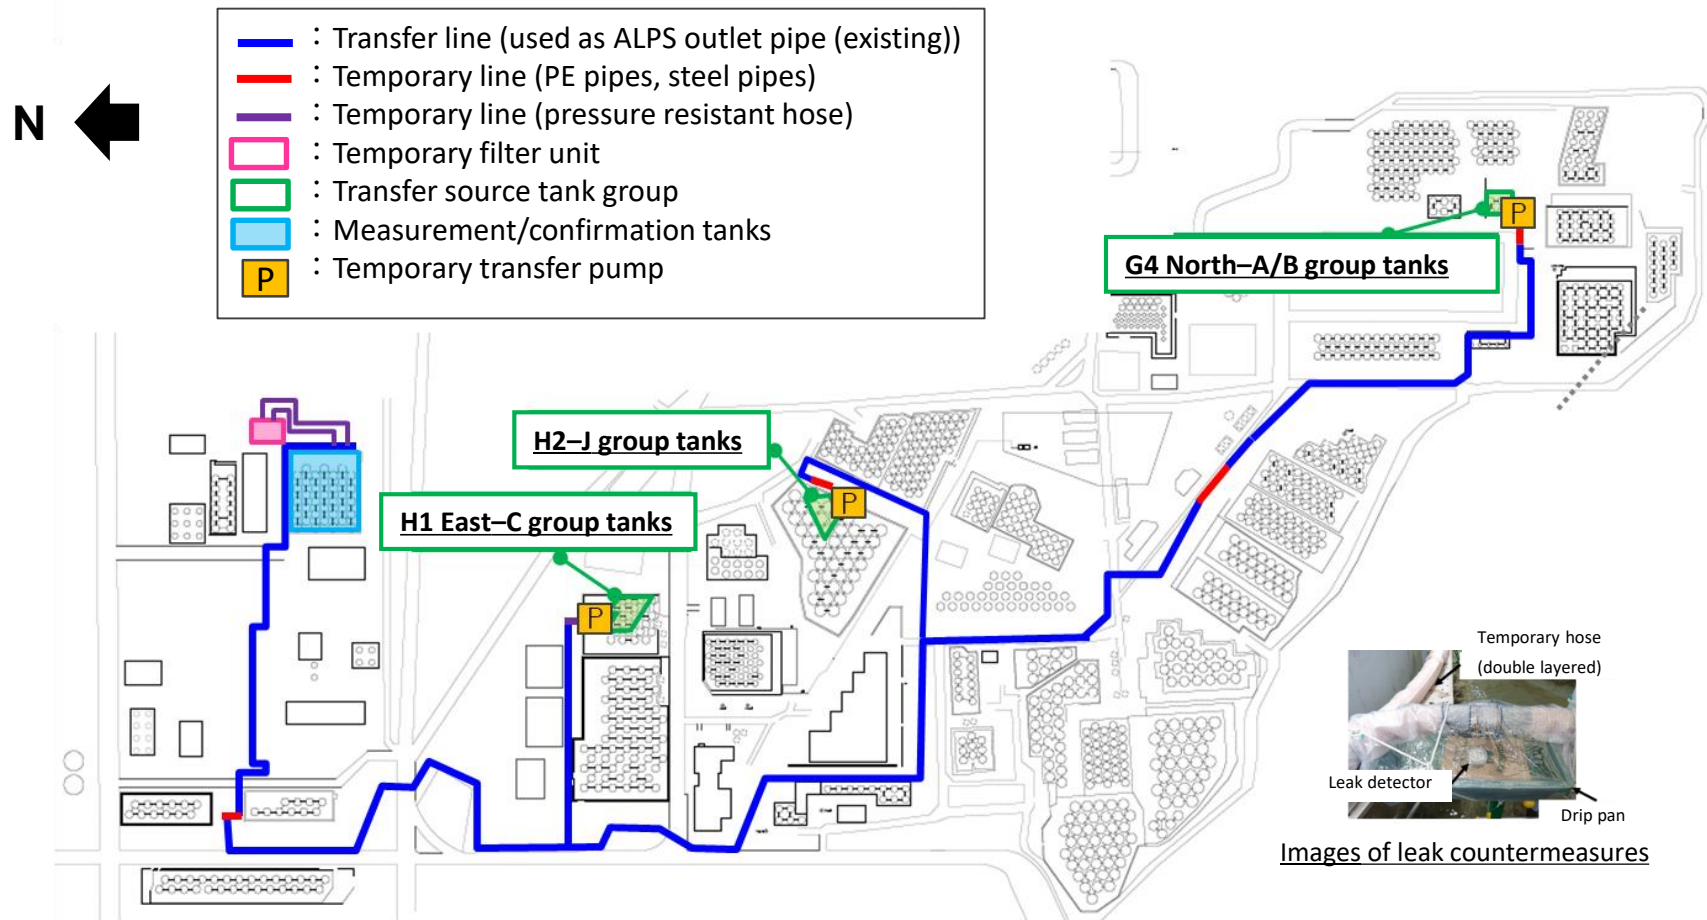 N
: Transfer line (used as ALPS outlet pipe (existing))
: Temporary line (PE pipes, steel pipes)
: Temporary line (pressure resistant hose)
: Temporary filter unit
: Transfer source tank group
: Measurement/confirmation tanks
P : Temporary transfer pump
P
G4 North–A/B group tanks
H2–J group tanks
P
H1 East–C group tanks
P
Temporary hose
(double layered)
Leak detector
Drip pan
Images of leak countermeasures